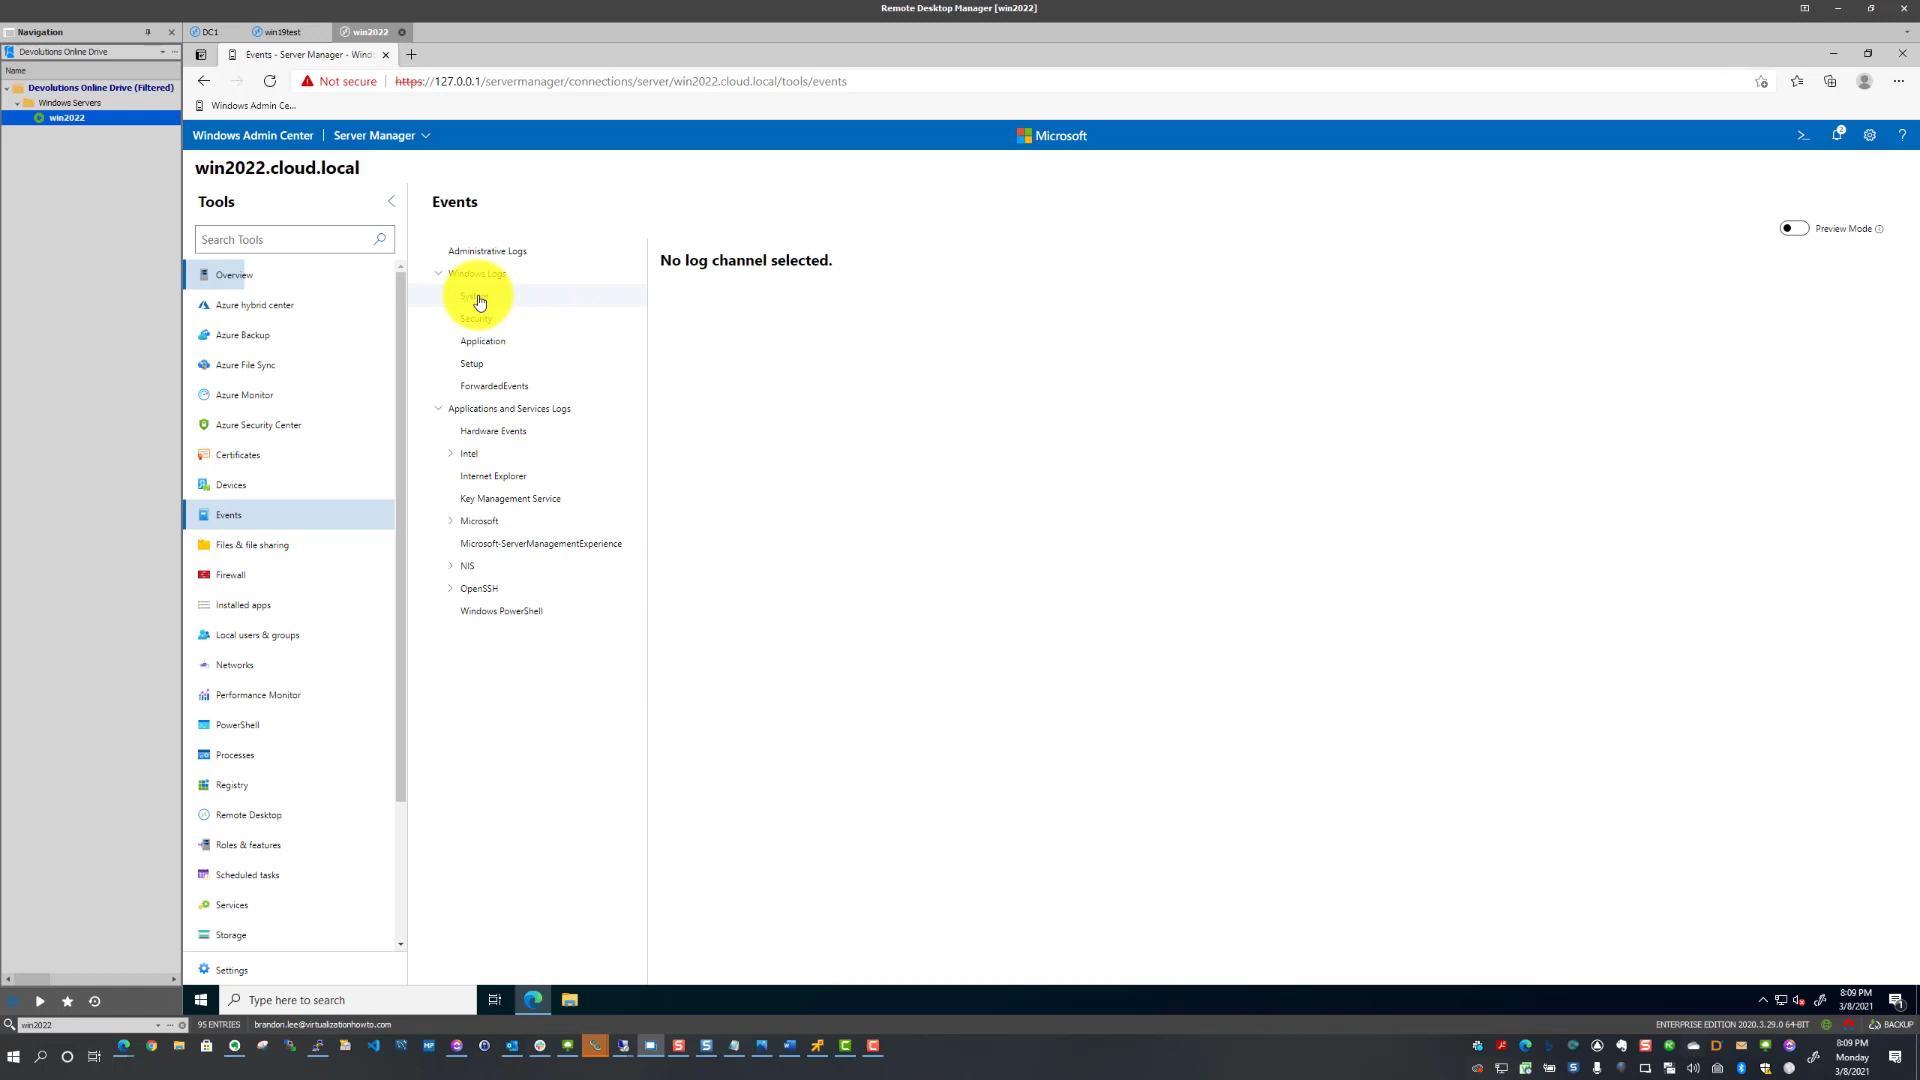 Remote Desktop Manager [win2022]
Navigation
DC1
win19test
win2022
Devolutions Online Drive
Events - Server Manager - Wind
Name
Not secure
https://127.0.0.1/servermanager/connections/server/win2022.cloud.local/tools/events
Devolutions Online Drive (Filtered)
Windows Servers
win2022
Windows Admin Ce...
Windows Admin Center
Server Manager
Microsoft
2
win2022.cloud.local
Tools
Events
Search Tools
Preview Mode
Overview
Azure hybrid center
Azure Backup
Azure File Sync
Azure Monitor
Azure Security Center
Certificates
Devices
Events
Files & file sharing
Firewall
Installed apps
Local users & groups
Networks
Performance Monitor
PowerShell
Processes
Registry
Remote Desktop
Roles & features
Scheduled tasks
Services
Storage
Settings
Administrative Logs
Windows Logs
System
Security
Application
Setup
ForwardedEvents
Applications and Services Logs
Hardware Events
Intel
Internet Explorer
Key Management Service
Microsoft
Microsoft-ServerManagementExperience
NIS
OpenSSH
Windows PowerShell
No log channel selected.
Type here to search
8:09 PM
3/8/2021
1
win2022
95 ENTRIES
brandon.lee@virtualizationhowto.com
ENTERPRISE EDITION 2020.3.29.0 64-BIT
BACKUP
8:09 PM
Monday
3/8/2021